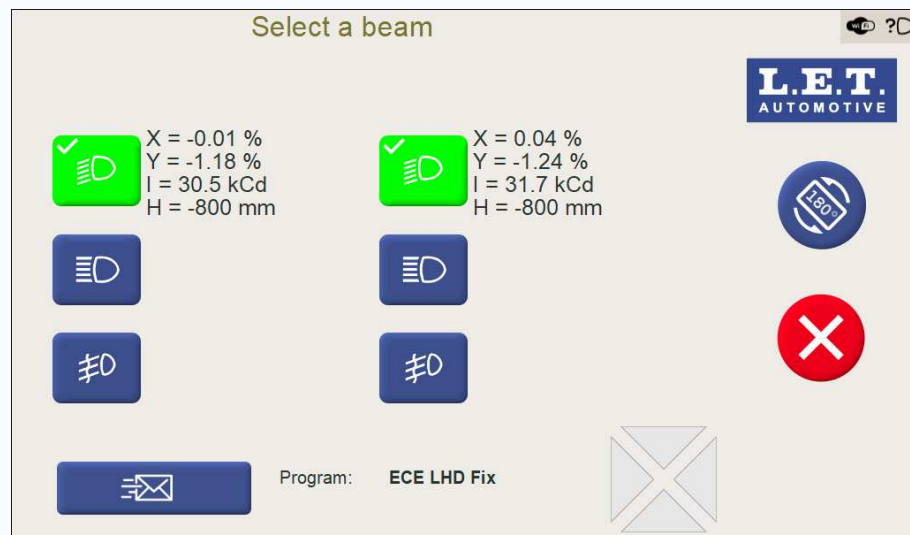 Select a beam
WiFi ?
L.E.T.
AUTOMOTIVE
X = -0.01 %
Y = -1.18 %
I = 30.5 kCd
H = -800 mm
X = 0.04 %
Y = -1.24 %
I = 31.7 kCd
H = -800 mm
180°
Program: ECE LHD Fix